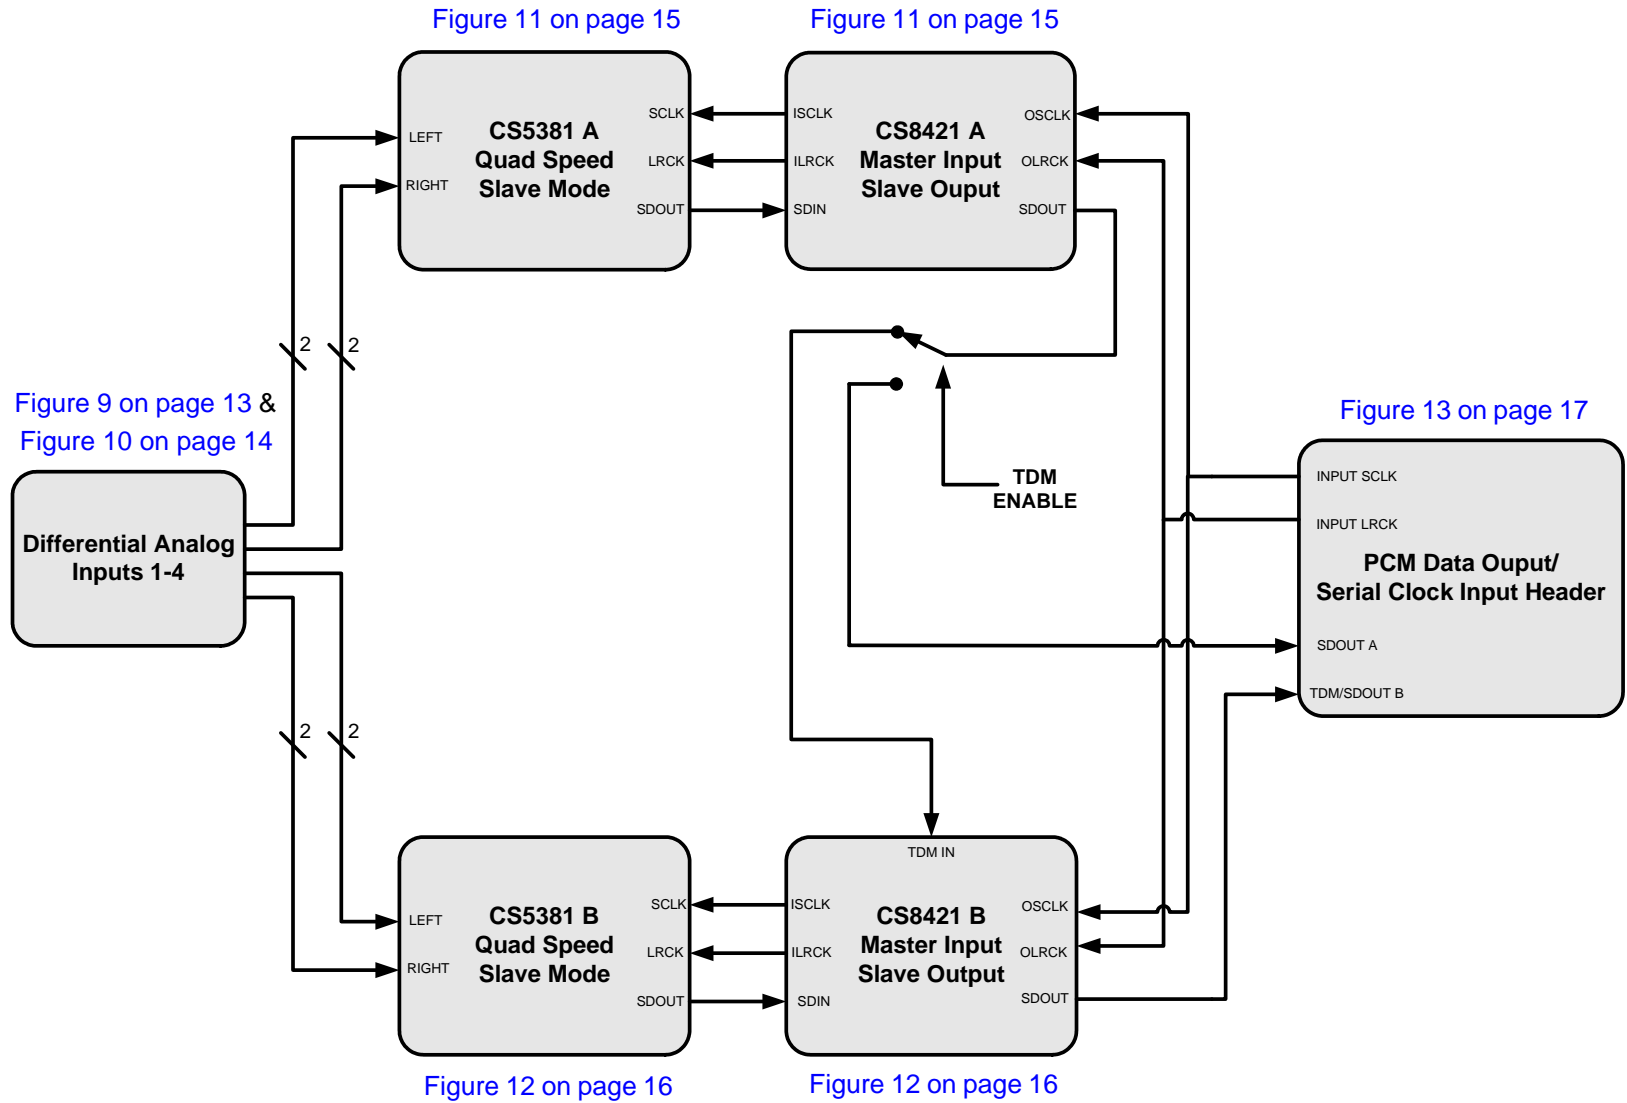 Figure 11 on page 15
Figure 11 on page 15
CS5381 A
Quad Speed
Slave Mode
LEFT
RIGHT
SCLK
LRCK
SDOUT
CS8421 A
Master Input
Slave Ouput
ISCLK
ILRCK
SDIN
OSCLK
OLRCK
SDOUT
2
2
Figure 9 on page 13 &
Figure 10 on page 14
Differential Analog
Inputs 1-4
TDM
ENABLE
Figure 13 on page 17
INPUT SCLK
INPUT LRCK
PCM Data Ouput/
Serial Clock Input Header
SDOUT A
TDM/SDOUT B
2
2
CS5381 B
Quad Speed
Slave Mode
LEFT
RIGHT
SCLK
LRCK
SDOUT
TDM IN
CS8421 B
Master Input
Slave Output
ISCLK
ILRCK
SDIN
OSCLK
OLRCK
SDOUT
Figure 12 on page 16
Figure 12 on page 16